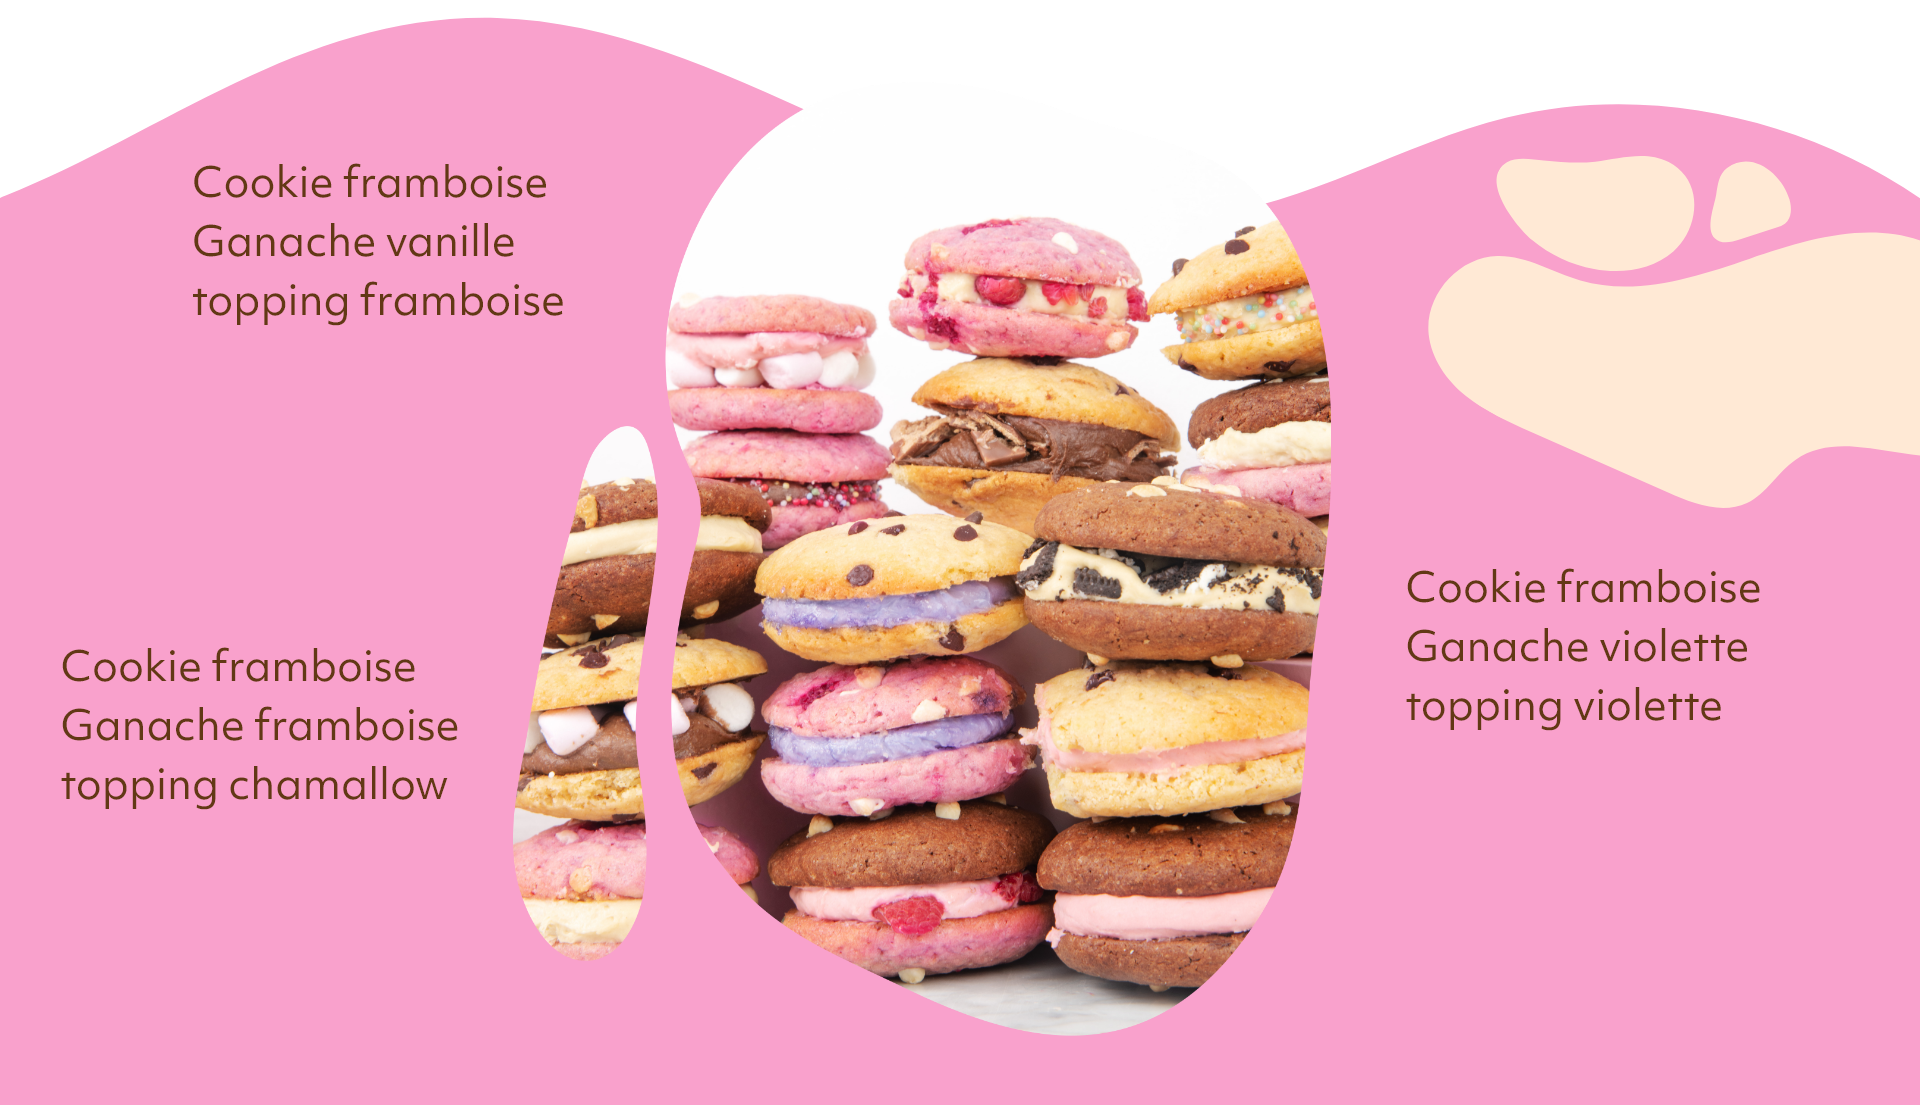 Cookie framboise
Ganache vanille
topping framboise
Cookie framboise
Ganache framboise
topping chamallow
Cookie framboise
Ganache violette
topping violette